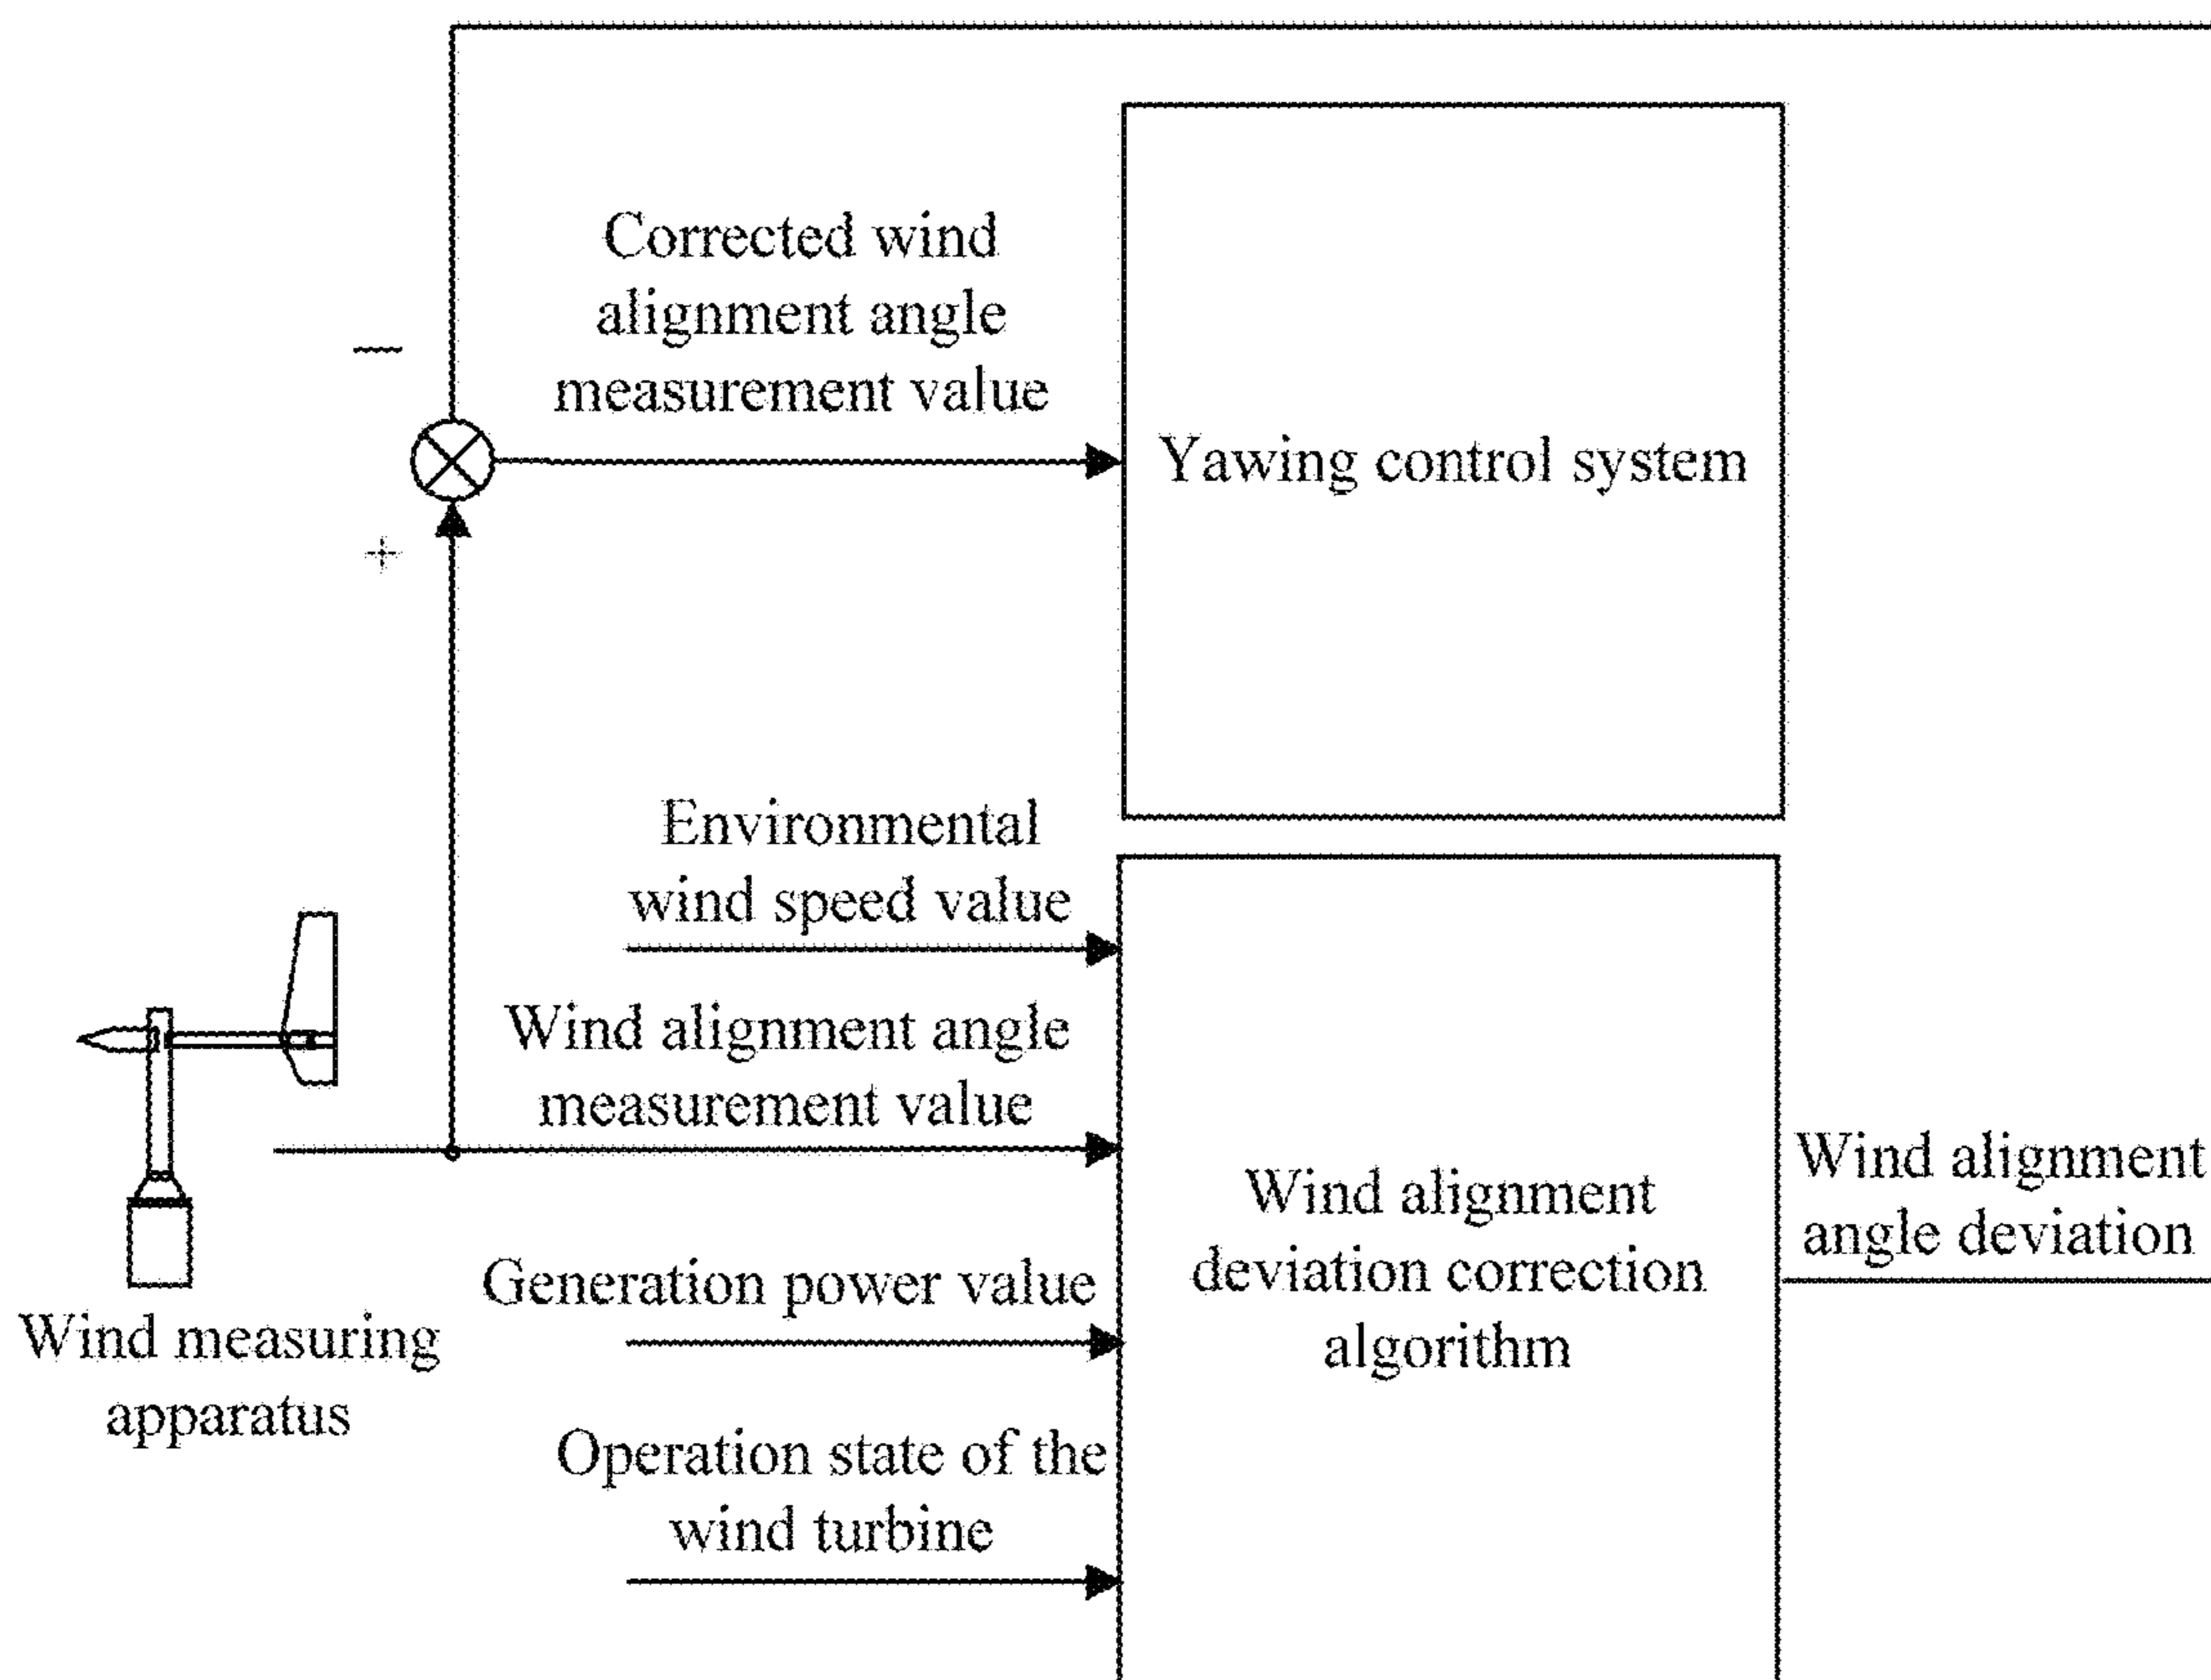 Corrected wind
alignment angle
measurement value
—
+
Yawing control system
Environmental
wind speed value
Wind alignment angle
measurement value
Generation power value
Operation state of the
wind turbine
Wind measuring
apparatus
Wind alignment
deviation correction
algorithm
Wind alignment
angle deviation